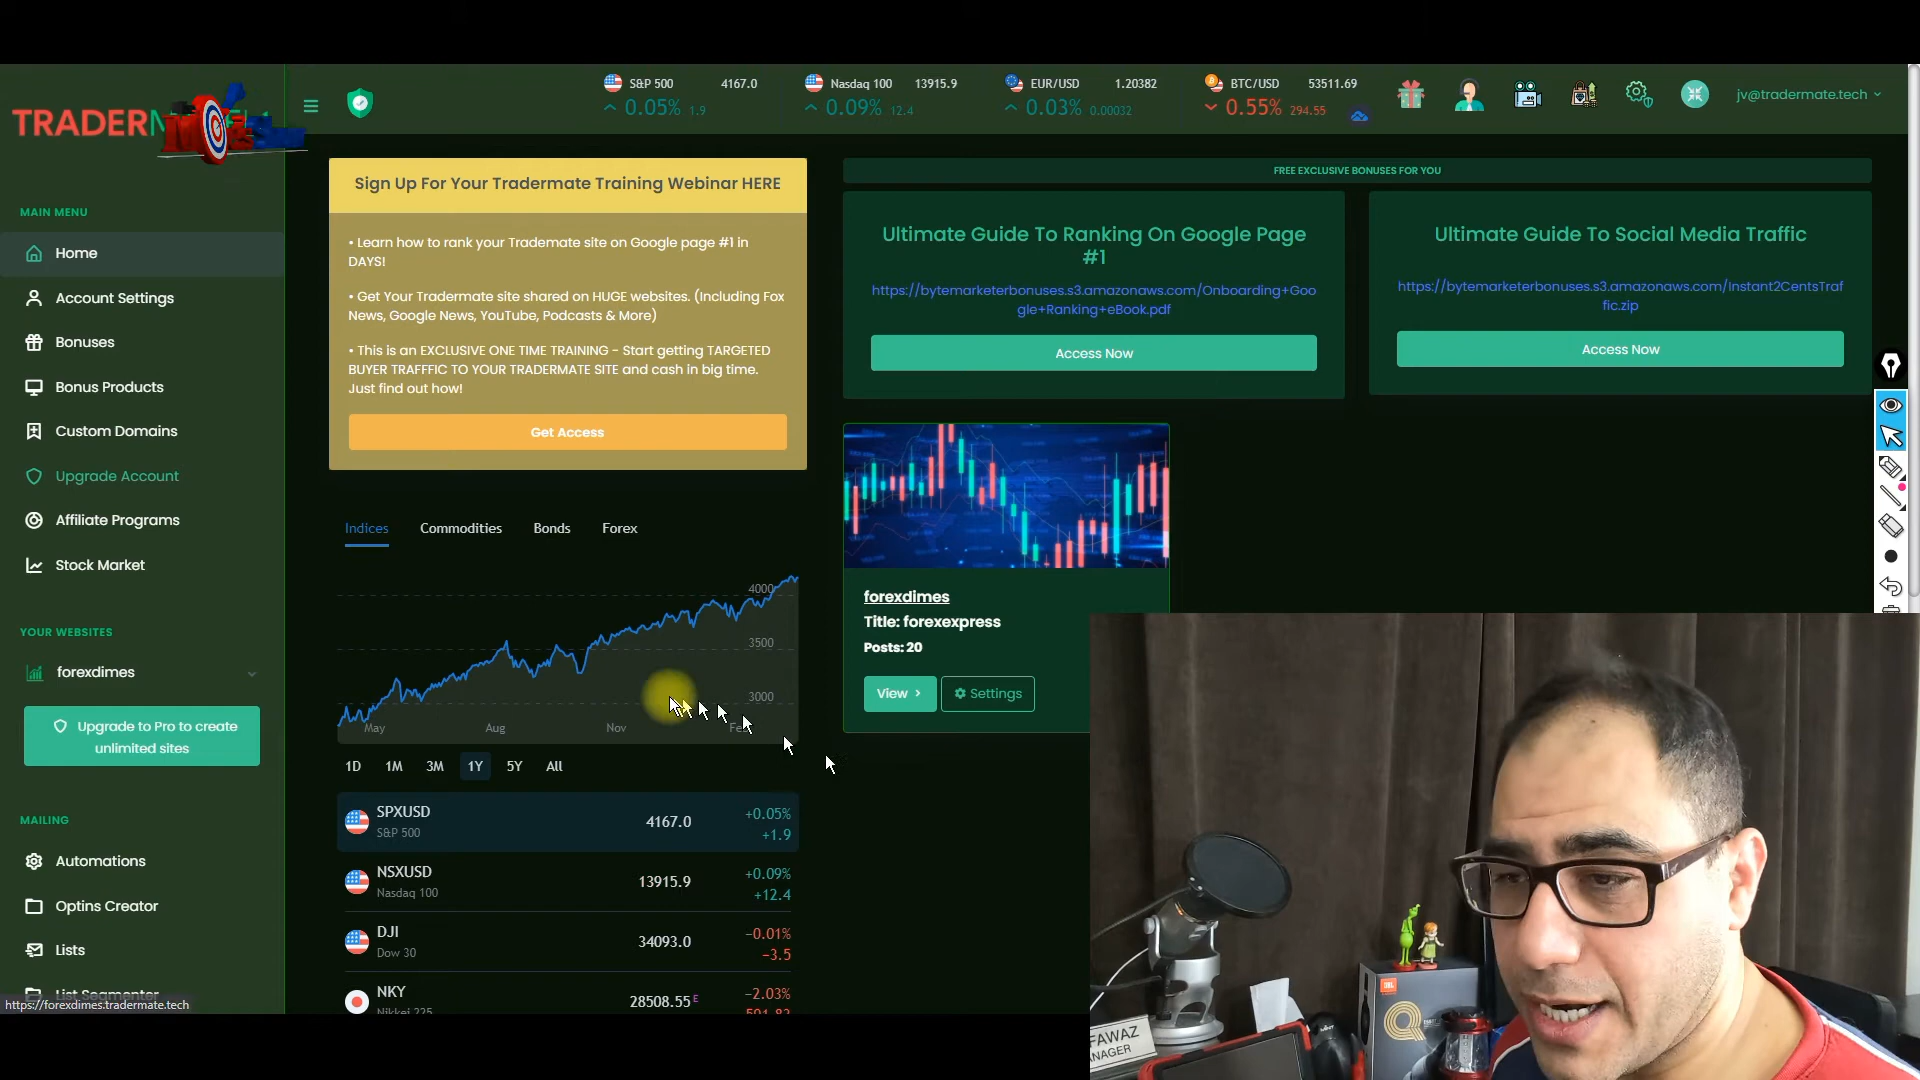 TRADER
S&P 500 4167.0
0.05% 1.9
Nasdaq 100 13915.9
0.09% 12.4
EUR/USD 1.20382
0.03% 0.00032
BTC/USD 53511.69
0.55% 294.55
jv@tradermate.tech
MAIN MENU
Home
Account Settings
Bonuses
Bonus Products
Custom Domains
Upgrade Account
Affiliate Programs
Stock Market
YOUR WEBSITES
forexdimes
Upgrade to Pro to create
unlimited sites
MAILING
Automations
Optins Creator
Lists
List Segmenter
https://forexdimes.tradermate.tech
Sign Up For Your Tradermate Training Webinar HERE
• Learn how to rank your Trademate site on Google page #1 in
DAYS!
• Get Your Tradermate site shared on HUGE websites. (Including Fox
News, Google News, YouTube, Podcasts & More)
• This is an EXCLUSIVE ONE TIME TRAINING - Start getting TARGETED
BUYER TRAFFFIC TO YOUR TRADERMATE SITE and cash in big time.
Just find out how!
Get Access
Indices Commodities Bonds Forex
4000
3500
3000
May Aug Nov
1D 1M 3M 1Y 5Y All
SPXUSD
S&P 500
4167.0
+0.05%
+1.9
NSXUSD
Nasdaq 100
13915.9
+0.09%
+12.4
DJI
Dow 30
34093.0
−0.01%
−3.5
NKY
Nikkei 225
28508.55 E
−2.03%
FREE EXCLUSIVE BONUSES FOR YOU
Ultimate Guide To Ranking On Google Page
#1
https://bytemarketerbonuses.s3.amazonaws.com/Onboarding+Goo
gle+Ranking+eBook.pdf
Access Now
Ultimate Guide To Social Media Traffic
https://bytemarketerbonuses.s3.amazonaws.com/Instant2CentsTraf
fic.zip
Access Now
forexdimes
Title: forexexpress
Posts: 20
View
Settings
JBL
FAWAZ